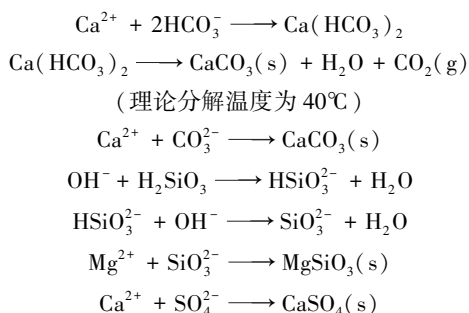 Ca²⁺ + 2HCO₃⁻ ⟶ Ca(HCO₃)₂
Ca(HCO₃)₂ ⟶ CaCO₃(s) + H₂O + CO₂(g)
(理论分解温度为 40℃)
Ca²⁺ + CO₃²⁻ ⟶ CaCO₃(s)
OH⁻ + H₂SiO₃ ⟶ HSiO₃²⁻ + H₂O
HSiO₃²⁻ + OH⁻ ⟶ SiO₃²⁻ + H₂O
Mg²⁺ + SiO₃²⁻ ⟶ MgSiO₃(s)
Ca²⁺ + SO₄²⁻ ⟶ CaSO₄(s)